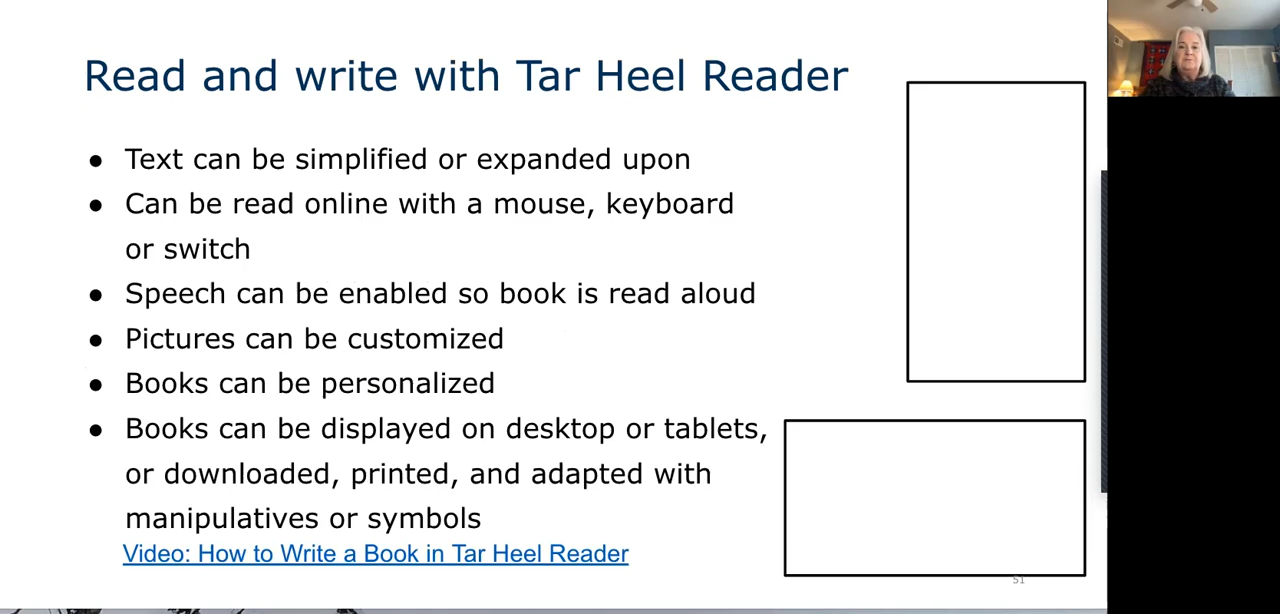 Read and write with Tar Heel Reader
● Text can be simplified or expanded upon
● Can be read online with a mouse, keyboard
or switch
● Speech can be enabled so book is read aloud
● Pictures can be customized
● Books can be personalized
● Books can be displayed on desktop or tablets,
or downloaded, printed, and adapted with
manipulatives or symbols
Video: How to Write a Book in Tar Heel Reader
51